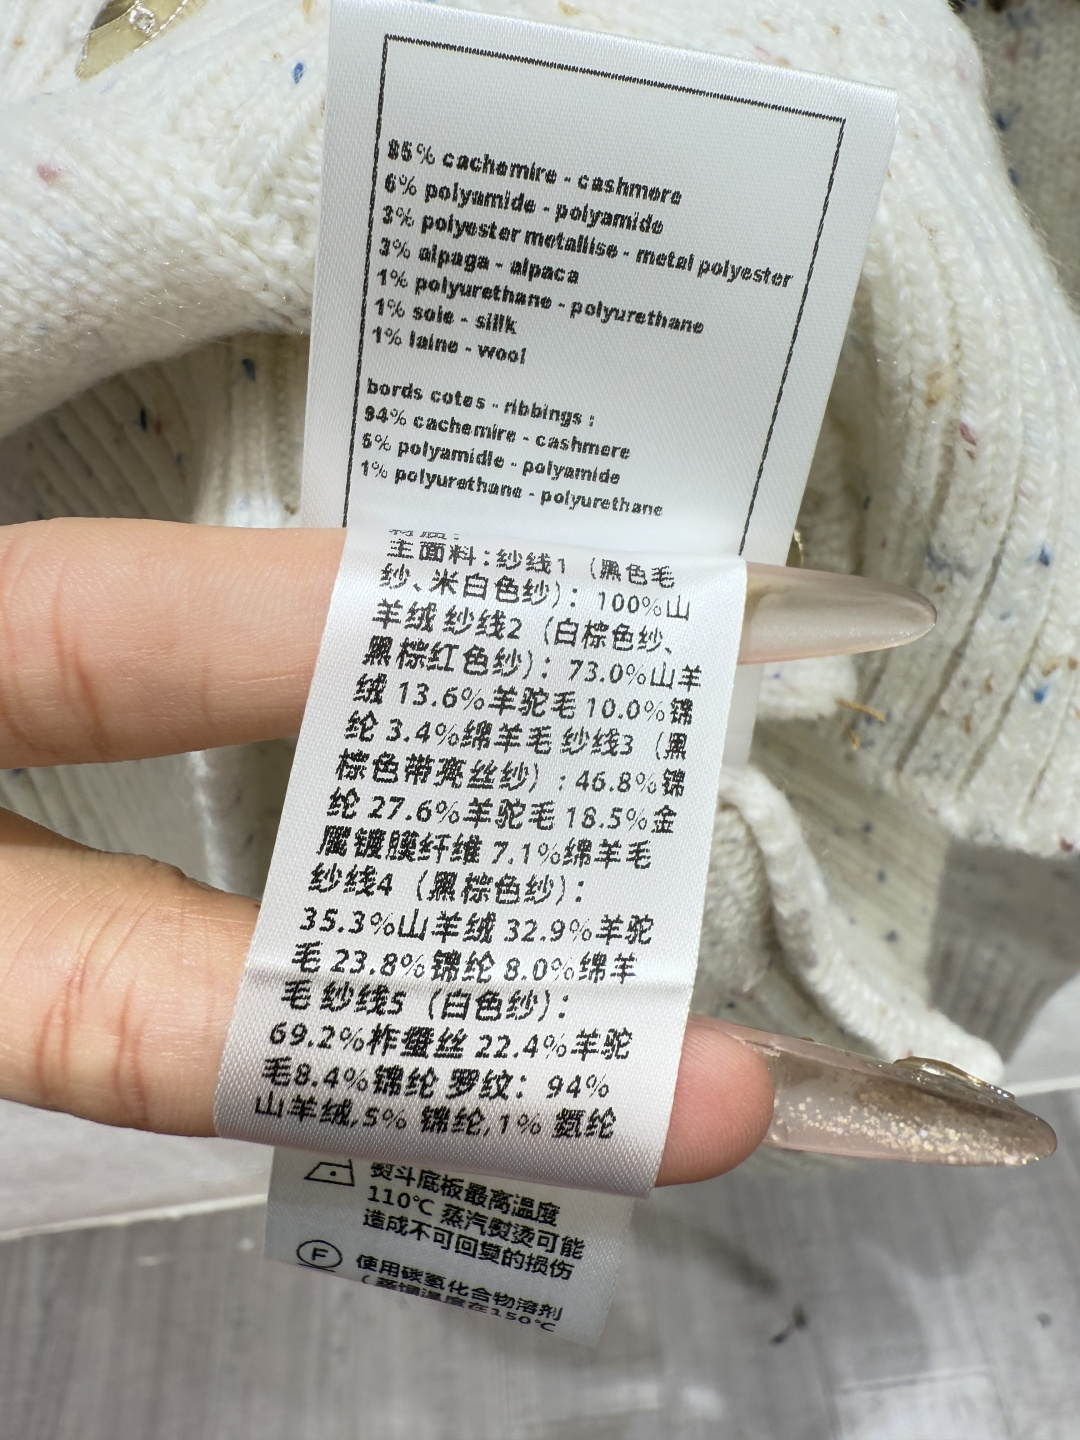 85% cachemire - cashmere
6% polyamide - polyamide
3% polyester metallise - metal polyester
3% alpaga - alpaca
1% polyurethane - polyurethane
1% soie - sillk
1% laine - wool
bords cotes - ribbings :
94% cachemire - cashmere
5% polyamidle - polyamide
1% polyurethane - polyurethane
主面料：纱线1（黑色毛
纱、米白色纱）：100%山
羊绒 纱线2（白棕色纱、
黑棕红色纱）：73.0%山羊
绒 13.6%羊驼毛 10.0%锦
纶 3.4%绵羊毛 纱线3（黑
棕色带亮丝纱）：46.8%锦
纶 27.6%羊驼毛 18.5%金
属镀膜纤维 7.1%绵羊毛
纱线4（黑棕色纱）：
35.3%山羊绒 32.9%羊驼
毛 23.8%锦纶 8.0%绵羊
毛 纱线5（白色纱）：
69.2%柞蚕丝 22.4%羊驼
毛8.4%锦纶 罗纹：94%
山羊绒,5% 锦纶,1% 氨纶
熨斗底板最高温度
110℃ 蒸汽熨烫可能
造成不可回复的损伤
F 使用碳氢化合物溶剂
（蒸馏温度在150℃